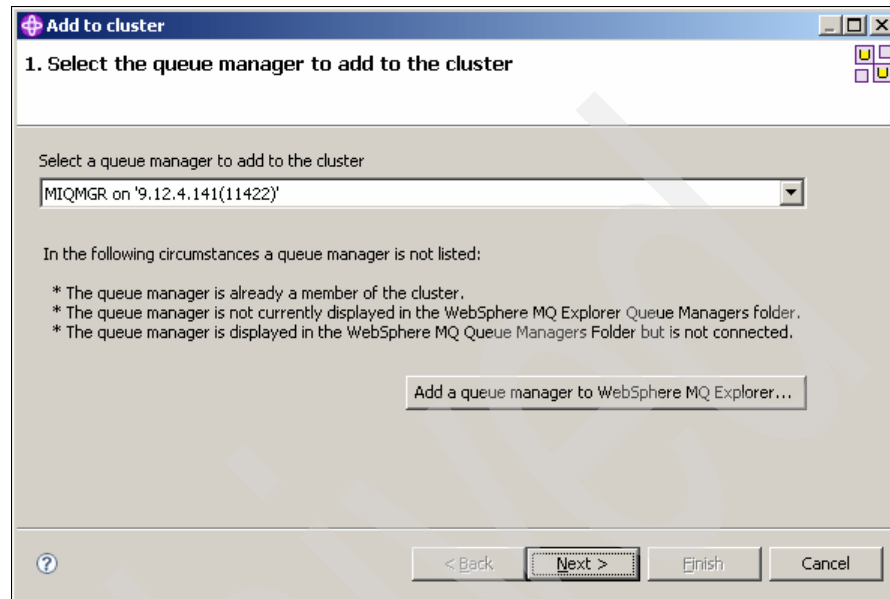 Add to cluster
1. Select the queue manager to add to the cluster
Select a queue manager to add to the cluster
MIQMGR on '9.12.4.141(11422)'
In the following circumstances a queue manager is not listed:
* The queue manager is already a member of the cluster.
* The queue manager is not currently displayed in the WebSphere MQ Explorer Queue Managers folder.
* The queue manager is displayed in the WebSphere MQ Queue Managers Folder but is not connected.
Add a queue manager to WebSphere MQ Explorer...
?
< Back Next > Finish Cancel